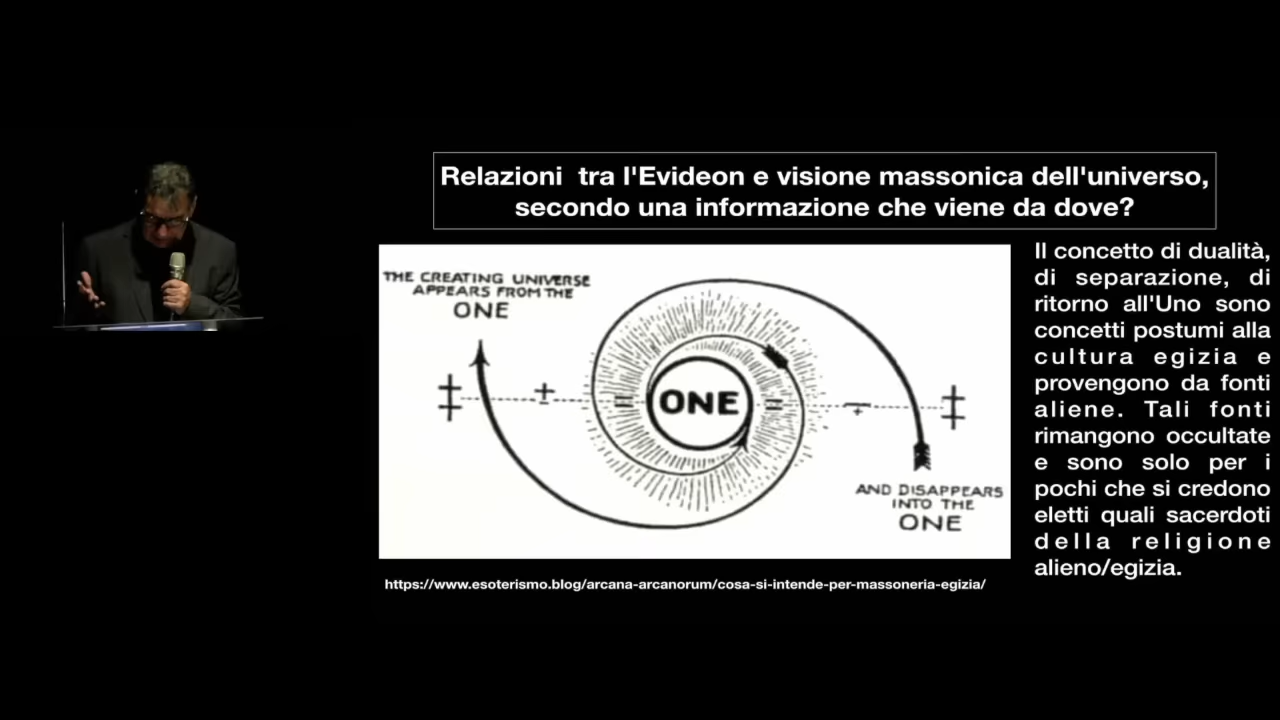 Relazioni tra l'Evideon e visione massonica dell'universo,
secondo una informazione che viene da dove?
THE CREATING UNIVERSE
APPEARS FROM THE
ONE
ONE
AND DISAPPEARS
INTO THE
ONE
Il concetto di dualità,
di separazione, di
ritorno all'Uno sono
concetti postumi alla
cultura egizia e
provengono da fonti
aliene. Tali fonti
rimangono occultate
e sono solo per i
pochi che si credono
eletti quali sacerdoti
della religione
alieno/egizia.
https://www.esoterismo.blog/arcana-arcanorum/cosa-si-intende-per-massoneria-egizia/